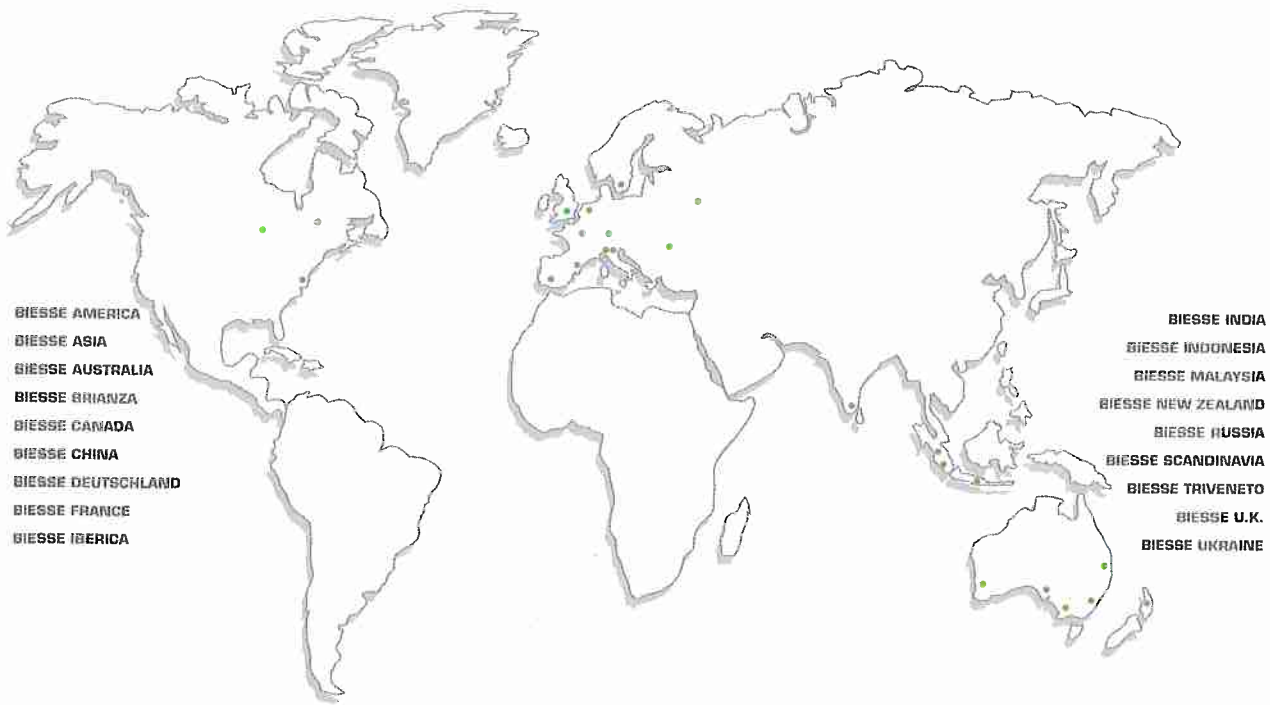 BIESSE AMERICA
BIESSE ASIA
BIESSE AUSTRALIA
BIESSE BRIANZA
BIESSE CANADA
BIESSE CHINA
BIESSE DEUTSCHLAND
BIESSE FRANCE
BIESSE IBERICA
BIESSE INDIA
BIESSE INDONESIA
BIESSE MALAYSIA
BIESSE NEW ZEALAND
BIESSE RUSSIA
BIESSE SCANDINAVIA
BIESSE TRIVENETO
BIESSE U.K.
BIESSE UKRAINE